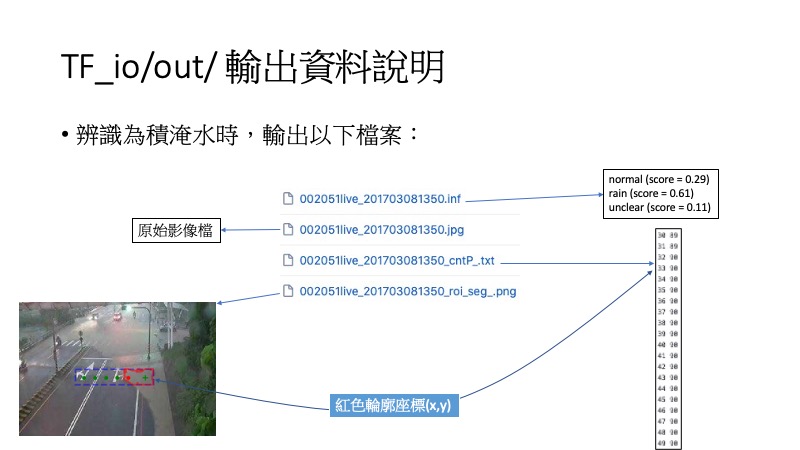 TF_io/out/ 輸出資料說明
• 辨識為積淹水時，輸出以下檔案：
normal (score = 0.29)
rain (score = 0.61)
unclear (score = 0.11)
002051live_201703081350.inf
原始影像檔
002051live_201703081350.jpg
002051live_201703081350_cntP_.txt
002051live_201703081350_roi_seg_.png
30 89
31 89
32 90
33 90
34 90
35 90
36 90
37 90
38 90
39 90
40 90
41 90
42 90
43 90
44 90
45 90
46 90
47 90
48 90
49 90
紅色輪廓座標(x,y)